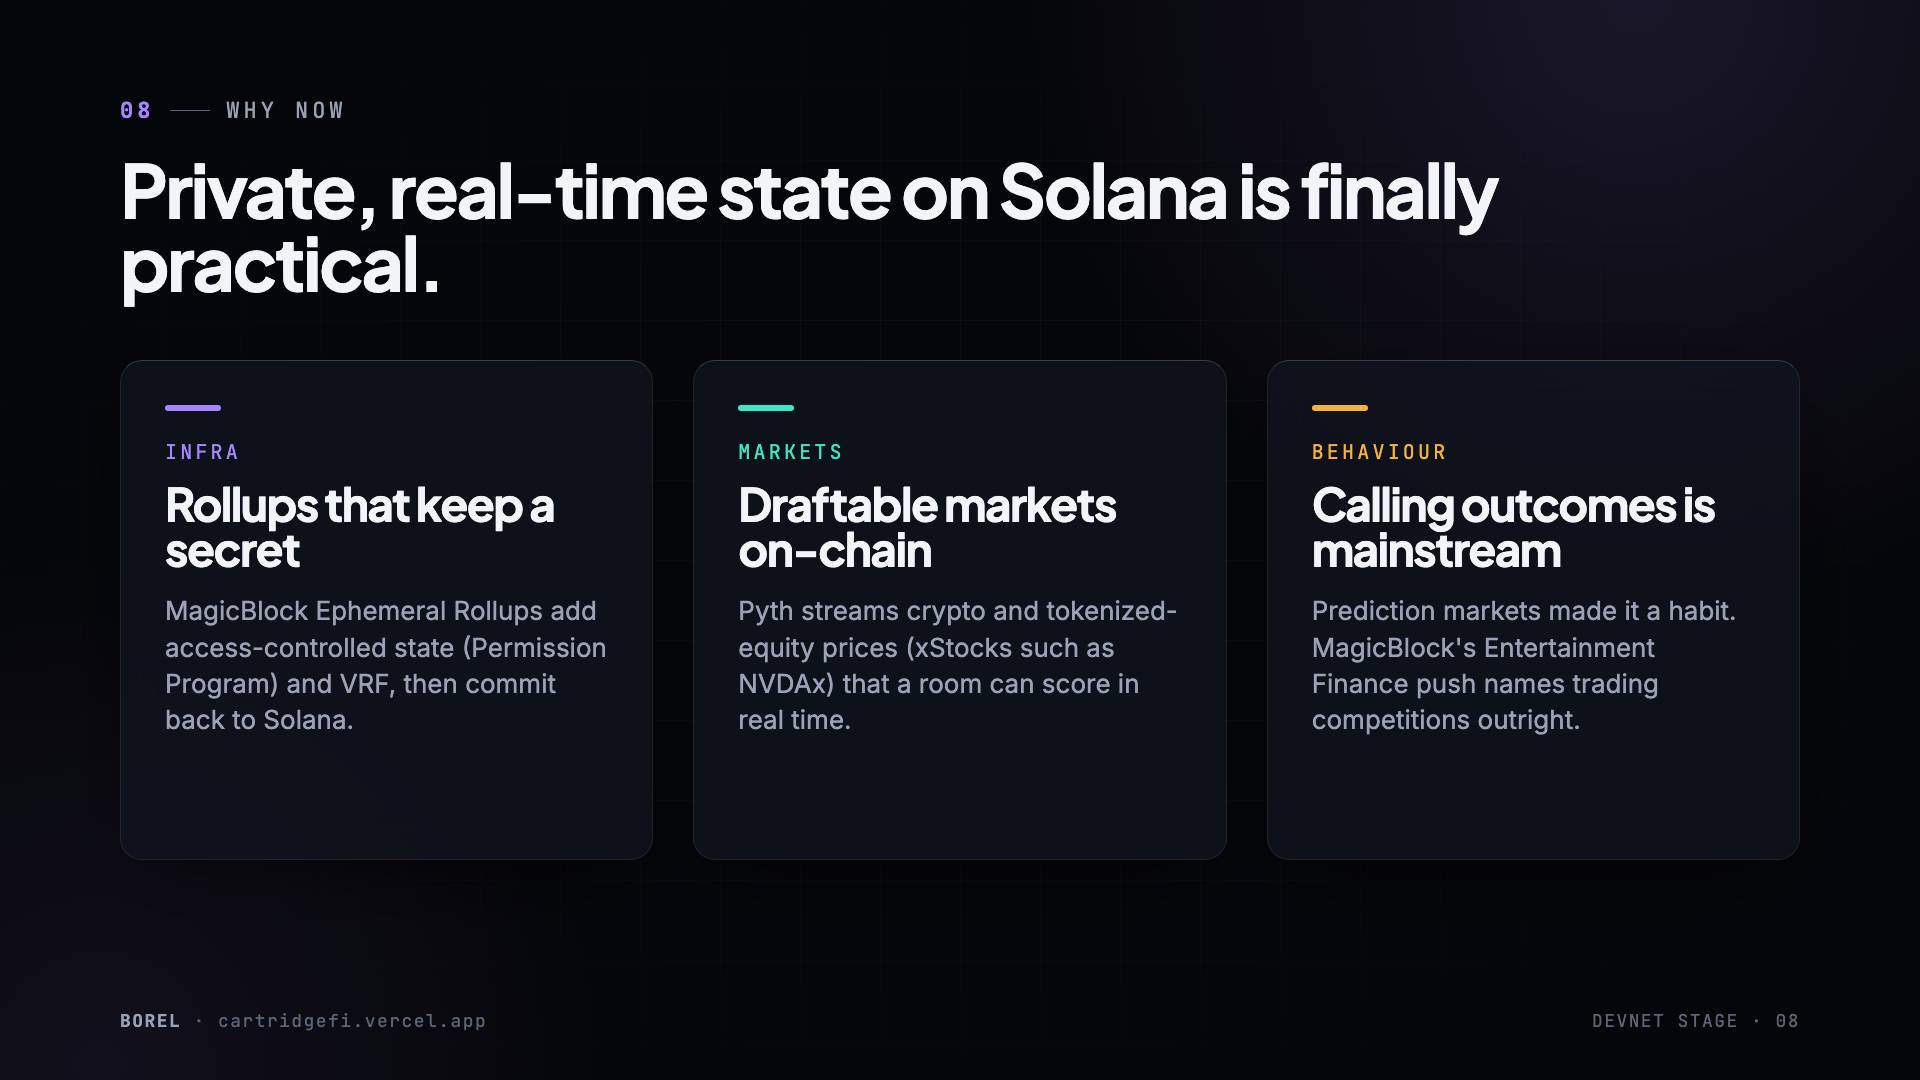 08 — WHY NOW
Private, real-time state on Solana is finally
practical.
INFRA
Rollups that keep a
secret
MagicBlock Ephemeral Rollups add
access-controlled state (Permission
Program) and VRF, then commit
back to Solana.
MARKETS
Draftable markets
on-chain
Pyth streams crypto and tokenized-
equity prices (xStocks such as
NVDAx) that a room can score in
real time.
BEHAVIOUR
Calling outcomes is
mainstream
Prediction markets made it a habit.
MagicBlock's Entertainment
Finance push names trading
competitions outright.
BOREL · cartridgefi.vercel.app
DEVNET STAGE · 08